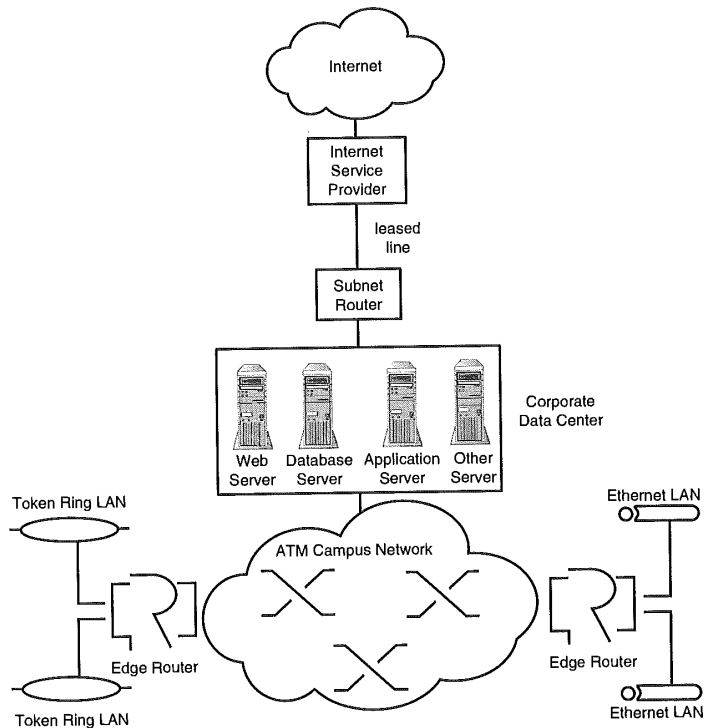 Internet
Internet
Service
Provider
leased
line
Subnet
Router
Corporate
Data Center
Web
Server
Database
Server
Application
Server
Other
Server
Token Ring LAN
Ethernet LAN
ATM Campus Network
Edge Router
Edge Router
Token Ring LAN
Ethernet LAN